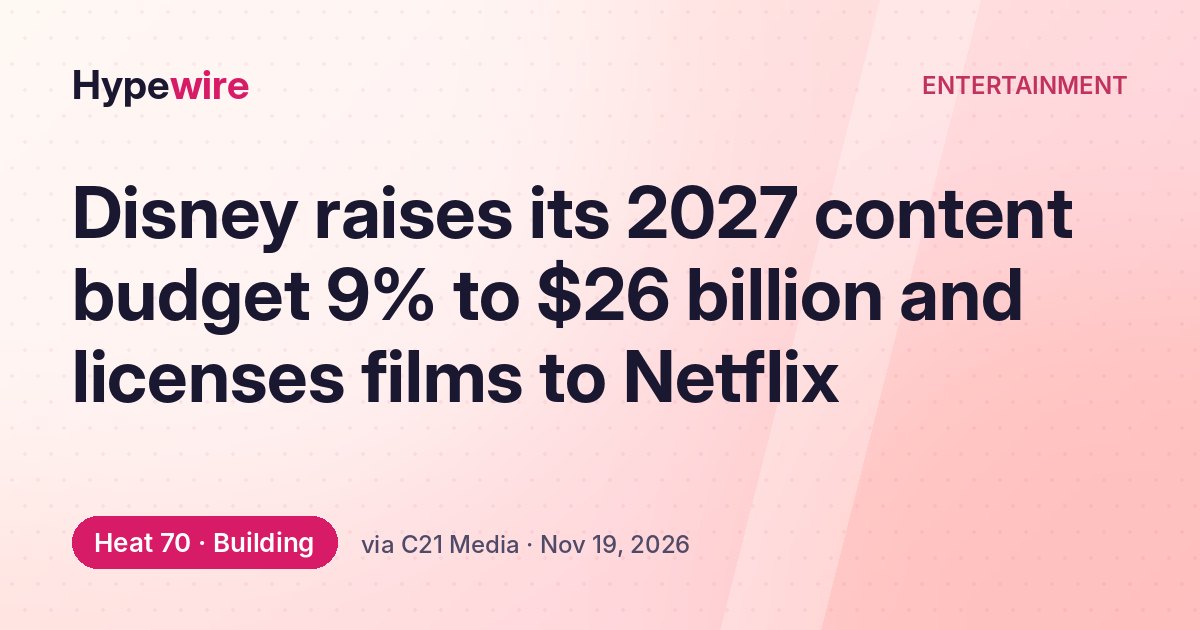 Hypewire
ENTERTAINMENT
Disney raises its 2027 content
budget 9% to $26 billion and
licenses films to Netflix
Heat 70 · Building
via C21 Media · Nov 19, 2026